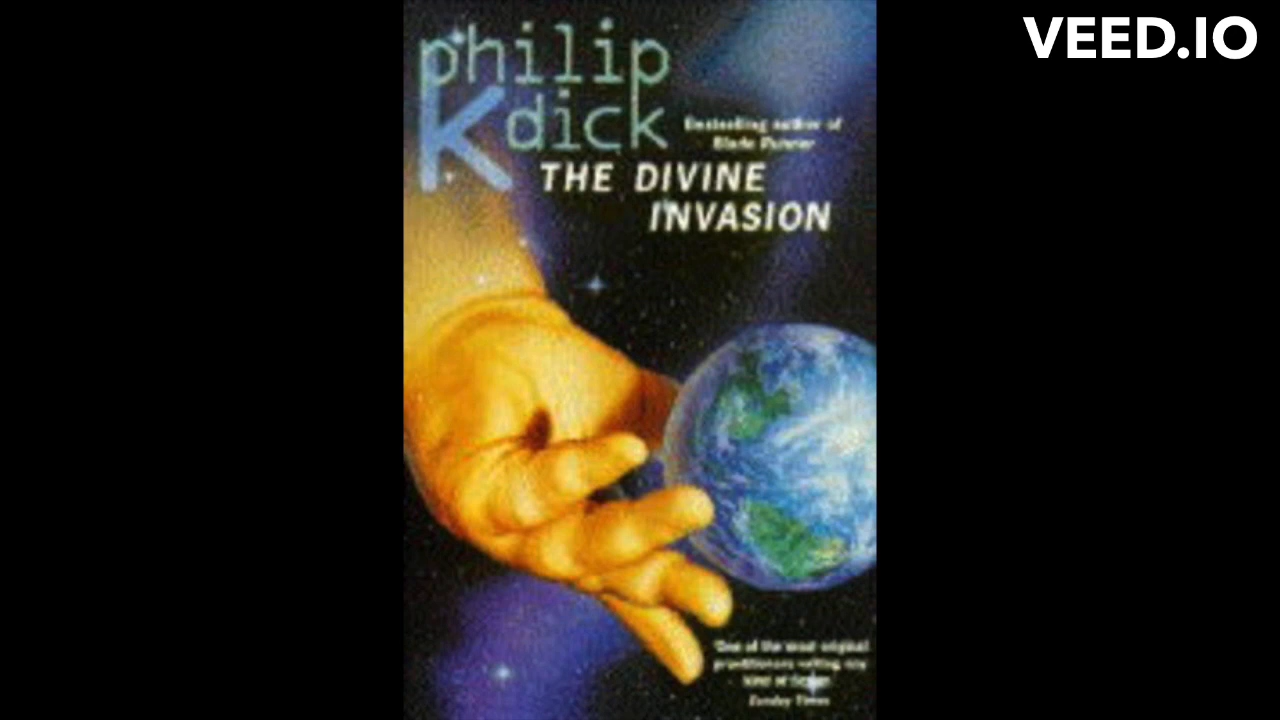 VEED.IO
philip
K dick
Bestselling author of
Blade Runner
THE DIVINE
INVASION
'One of the most original
practitioners writing any
kind of fiction'
Sunday Times